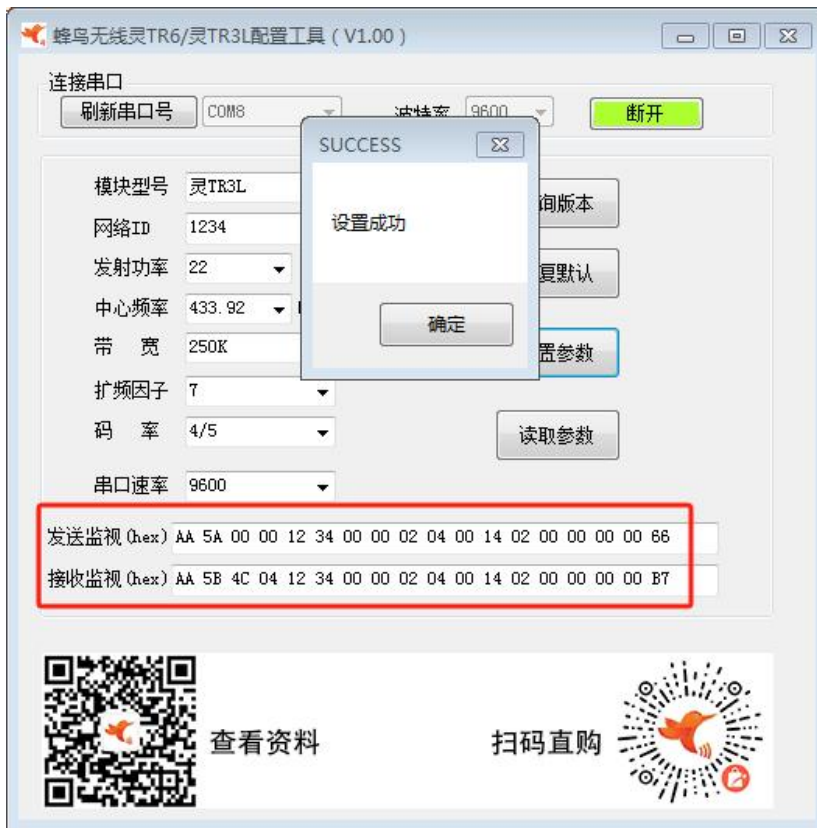 蜂鸟无线灵TR6/灵TR3L配置工具（V1.00）
连接串口
刷新串口号 COM8 波特率 9600 断开
SUCCESS
设置成功
确定
模块型号 灵TR3L 询版本
网络ID 1234
发射功率 22 复默认
中心频率 433.92
带 宽 250K 置参数
扩频因子 7
码 率 4/5 读取参数
串口速率 9600
发送监视(hex) AA 5A 00 00 12 34 00 00 02 04 00 14 02 00 00 00 00 66
接收监视(hex) AA 5B 4C 04 12 34 00 00 02 04 00 14 02 00 00 00 00 B7
查看资料 扫码直购